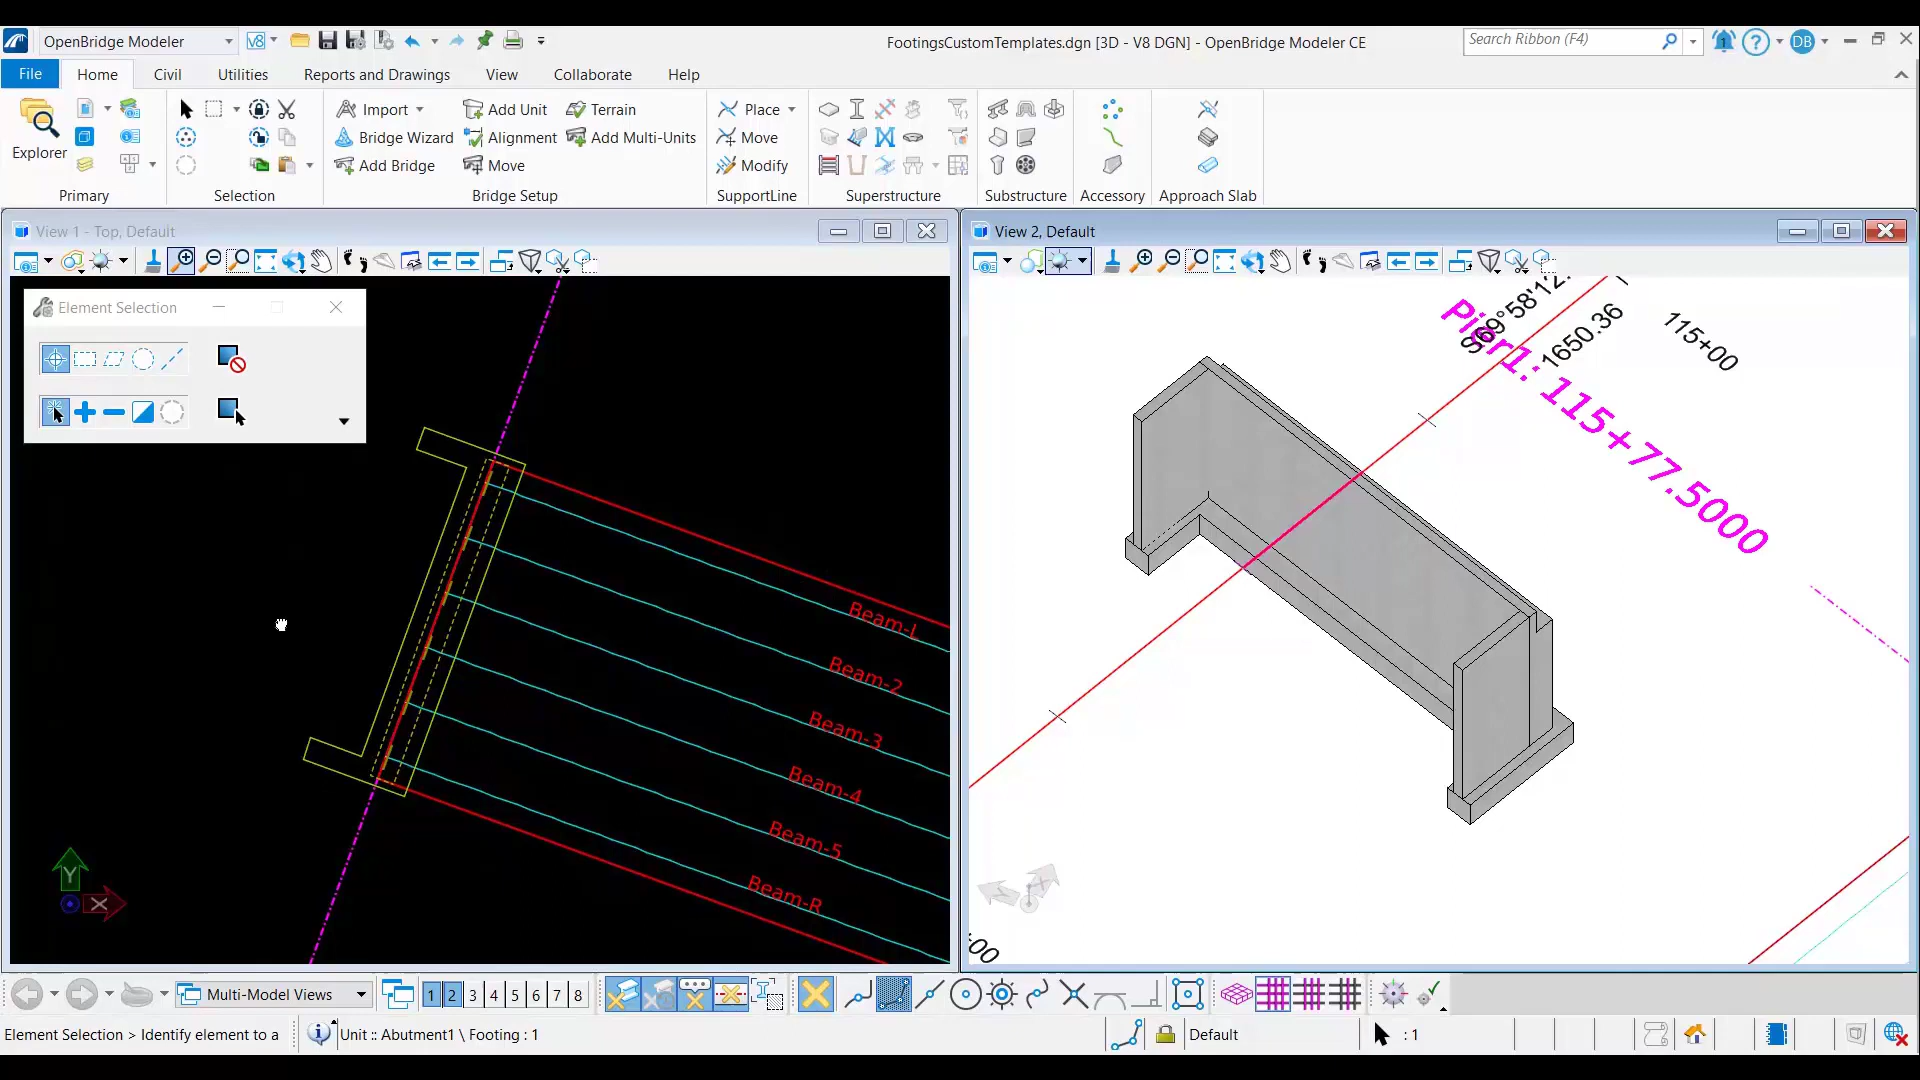 OpenBridge Modeler
V8
FootingsCustomTemplates.dgn [3D - V8 DGN] - OpenBridge Modeler CE
Search Ribbon (F4)
DB
File Home Civil Utilities Reports and Drawings View Collaborate Help
Explorer
Import Add Unit Terrain
Bridge Wizard Alignment Add Multi-Units
Add Bridge Move
Place
Move
Modify
Primary Selection Bridge Setup SupportLine Superstructure Substructure Accessory Approach Slab
View 1 - Top, Default
Element Selection
Beam-L
Beam-2
Beam-3
Beam-4
Beam-5
Beam-R
Y
X
View 2, Default
S69°58'12.
1650.36
115+00
Pier1: 115+77.5000
Multi-Model Views 1 2 3 4 5 6 7 8
Element Selection > Identify element to a Unit :: Abutment1 \ Footing : 1 Default : 1